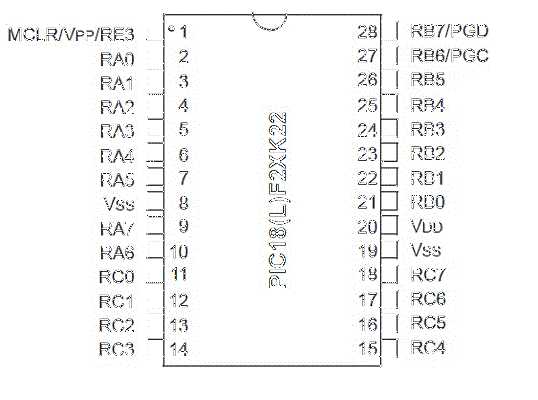 MCLR/VPP/RE3 1 28 RB7/PGD
RA0 2 27 RB6/PGC
RA1 3 26 RB5
RA2 4 25 RB4
RA3 5 24 RB3
RA4 6 23 RB2
RA5 7 22 RB1
VSS 8 21 RB0
RA7 9 20 VDD
RA6 10 19 VSS
RC0 11 18 RC7
RC1 12 17 RC6
RC2 13 16 RC5
RC3 14 15 RC4
PIC18(L)F2XK22